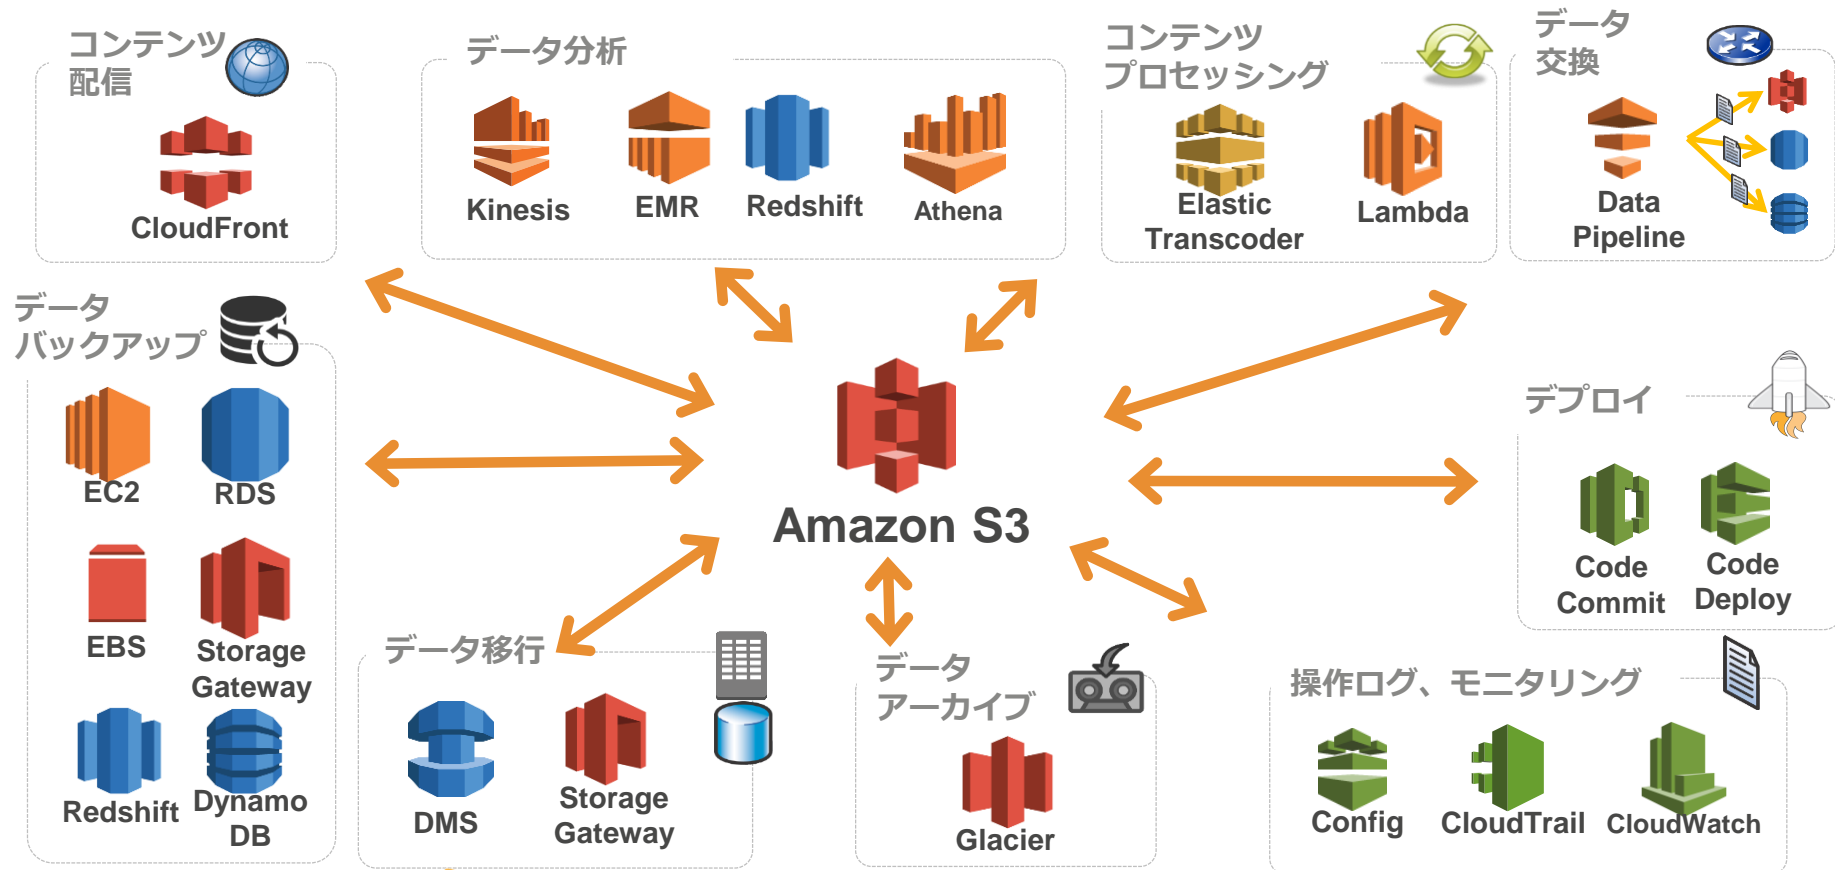 コンテンツ
配信
CloudFront
データ分析
Kinesis
EMR
Redshift
Athena
コンテンツ
プロセッシング
Elastic
Transcoder
Lambda
データ
交換
Data
Pipeline
データ
バックアップ
EC2
RDS
EBS
Storage
Gateway
Redshift
Dynamo
DB
Amazon S3
デプロイ
Code
Commit
Code
Deploy
データ移行
DMS
Storage
Gateway
データ
アーカイブ
Glacier
操作ログ、モニタリング
Config
CloudTrail
CloudWatch